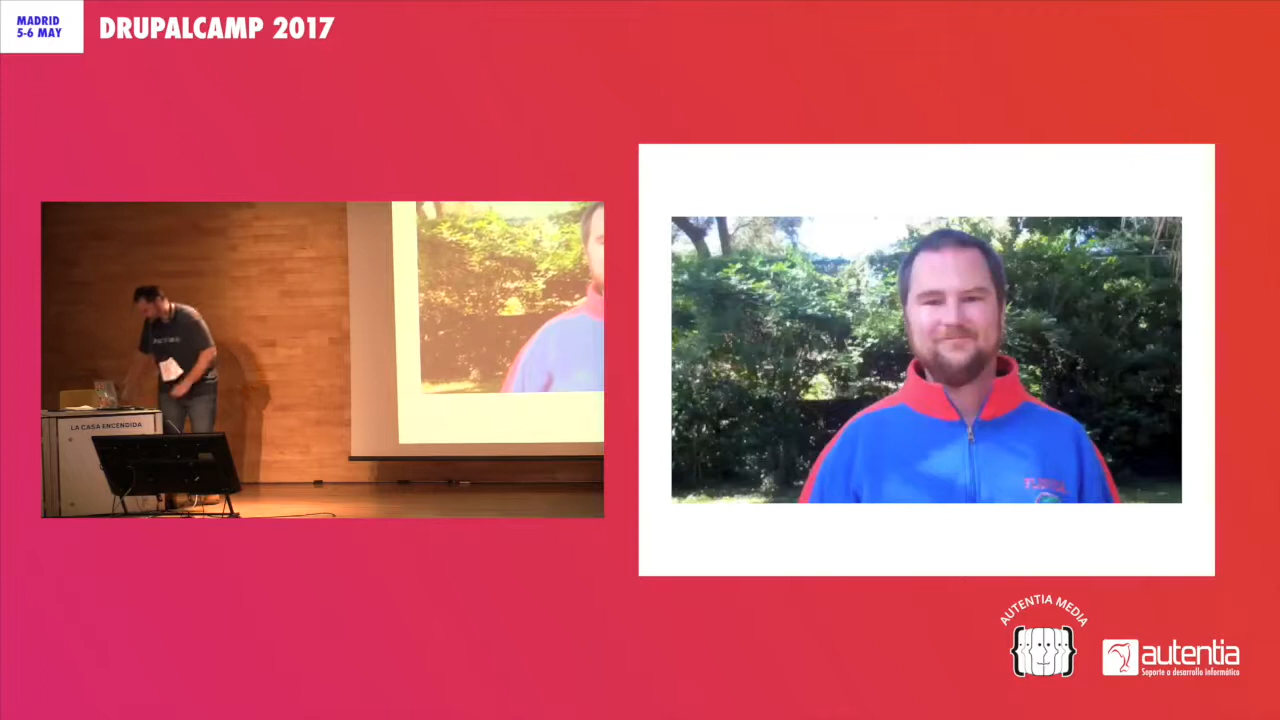 MADRID
5-6 MAY
DRUPALCAMP 2017
LA CASA ENCENDIDA
AUTENTIA MEDIA
autentia
Soporte a desarrollo informático